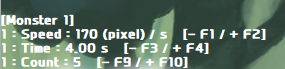 [Monster 1]
1 : Speed : 170 (pixel) / s [- F1 / + F2]
1 : Time : 4.00 s [- F3 / + F4]
1 : Count : 5 [- F9 / + F10]